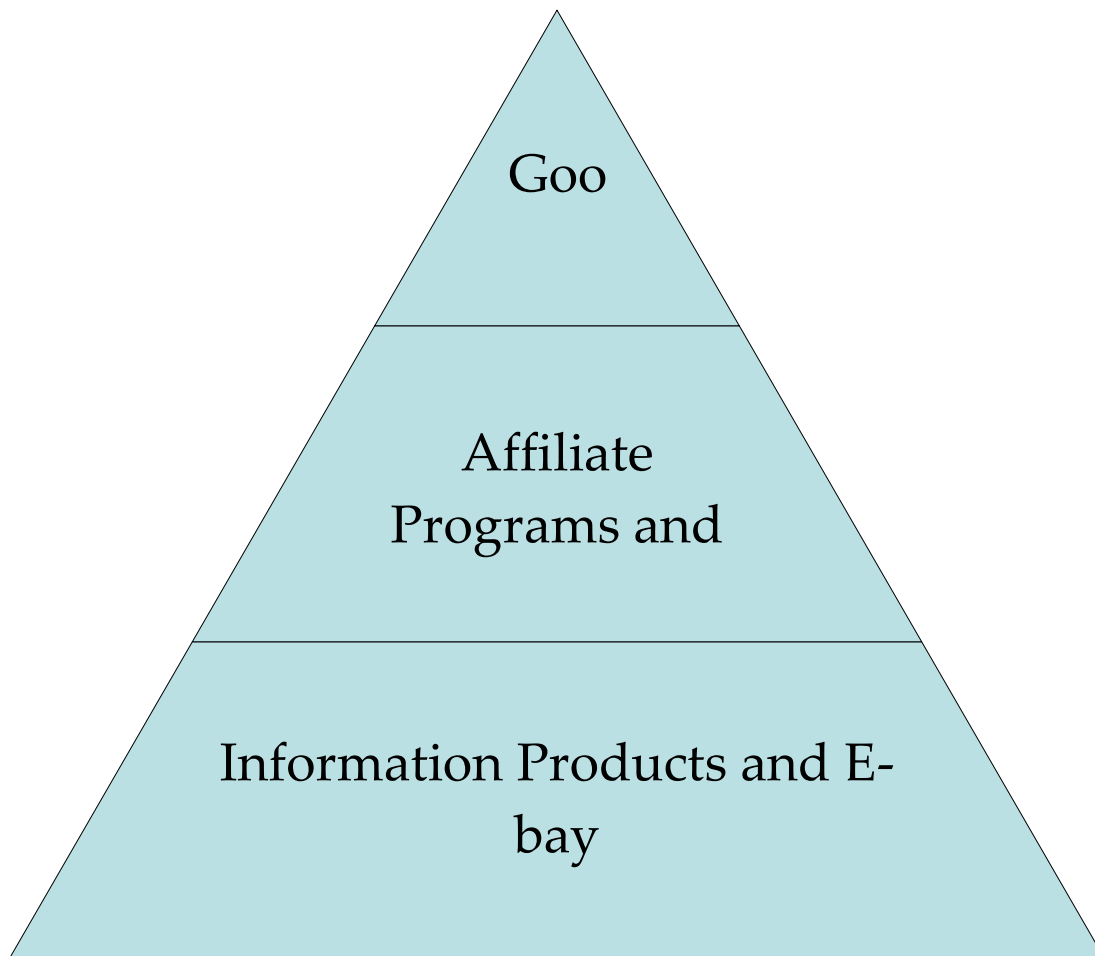 Goo
Affiliate
Programs and
Information Products and E-
bay